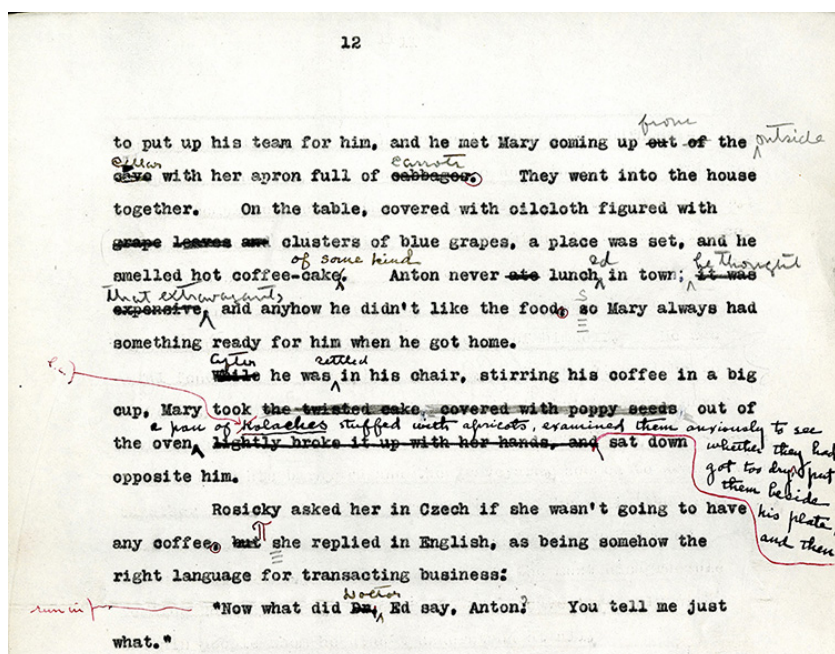 12
from
to put up his team for him, and he met Mary coming up out of the outside
cellar carrots
cave with her apron full of cabbages. They went into the house
together. On the table, covered with oilcloth figured with
grape leaves and clusters of blue grapes, a place was set, and he
of some kind ed he thought
smelled hot coffee-cake. Anton never ate lunch in town; it was
that extravagant,
expensive, and anyhow he didn't like the food. so Mary always had
something ready for him when he got home.
After settled
While he was in his chair, stirring his coffee in a big
cup, Mary took the twisted cake, covered with poppy seeds, out of
a pan of Kolaches stuffed with apricots, examined them anxiously to see
the oven, lightly broke it up with her hands, and sat down whether they had
got too dry, put
them beside
opposite him.
his plate,
Rosicky asked her in Czech if she wasn't going to have
and then
any coffee. but she replied in English, as being somehow the
right language for transacting business:
Doctor
run in "Now what did Dr. Ed say, Anton? You tell me just
what."